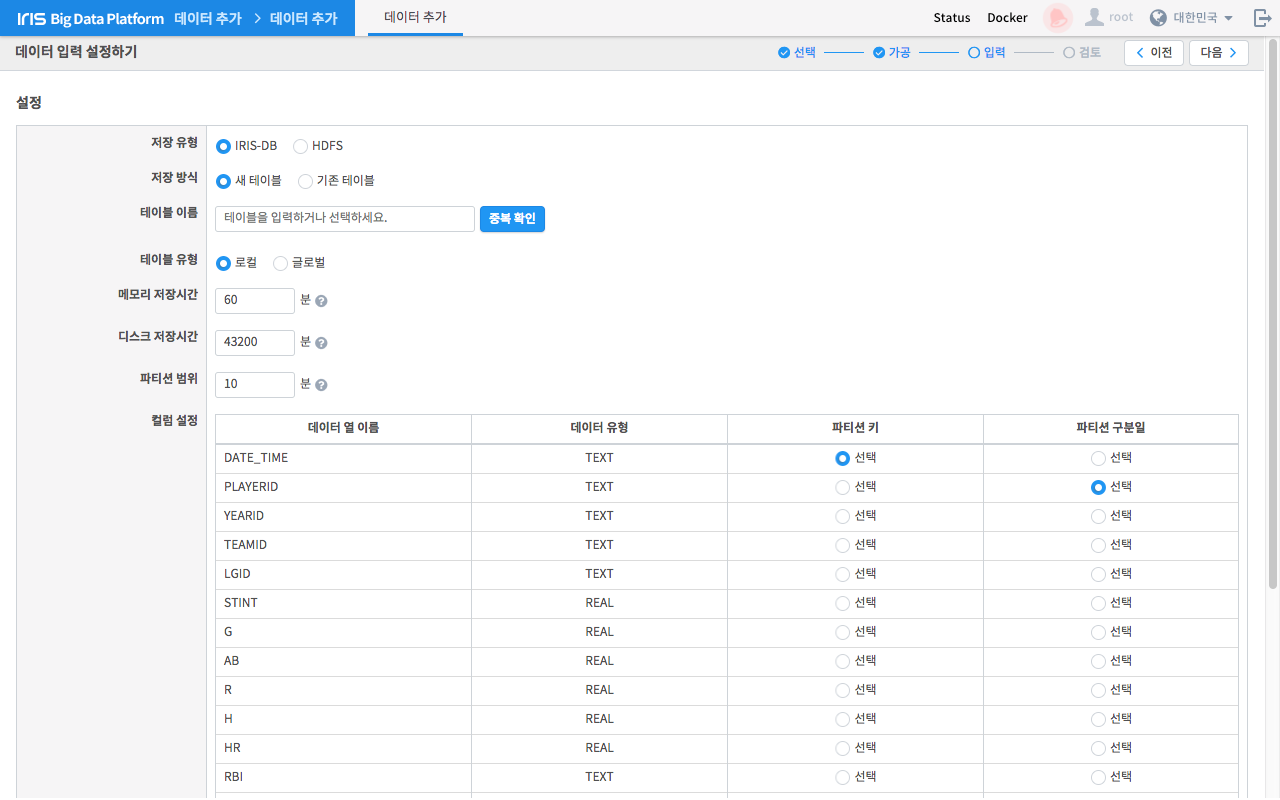 IRIS Big Data Platform 데이터 추가 > 데이터 추가 데이터 추가 Status Docker root 대한민국
데이터 입력 설정하기 선택 가공 입력 검토 이전 다음
설정
저장 유형 IRIS-DB HDFS
저장 방식 새 테이블 기존 테이블
테이블 이름 테이블을 입력하거나 선택하세요. 중복 확인
테이블 유형 로컬 글로벌
메모리 저장시간 60 분 ?
디스크 저장시간 43200 분 ?
파티션 범위 10 분 ?
컬럼 설정 데이터 열 이름 데이터 유형 파티션 키 파티션 구분일
DATE_TIME TEXT 선택 선택
PLAYERID TEXT 선택 선택
YEARID TEXT 선택 선택
TEAMID TEXT 선택 선택
LGID TEXT 선택 선택
STINT REAL 선택 선택
G REAL 선택 선택
AB REAL 선택 선택
R REAL 선택 선택
H REAL 선택 선택
HR REAL 선택 선택
RBI TEXT 선택 선택